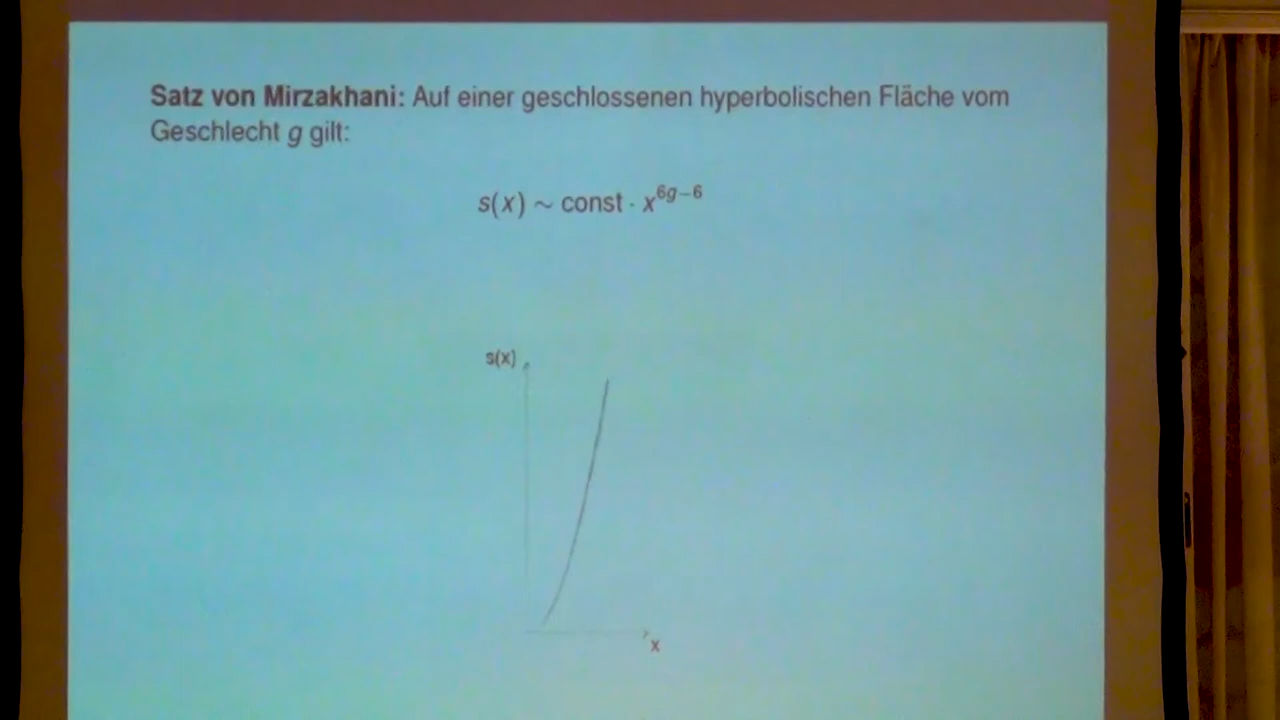 Satz von Mirzakhani: Auf einer geschlossenen hyperbolischen Fläche vom
Geschlecht g gilt:
s(x) ~ const · x^{6g−6}
s(x)
x